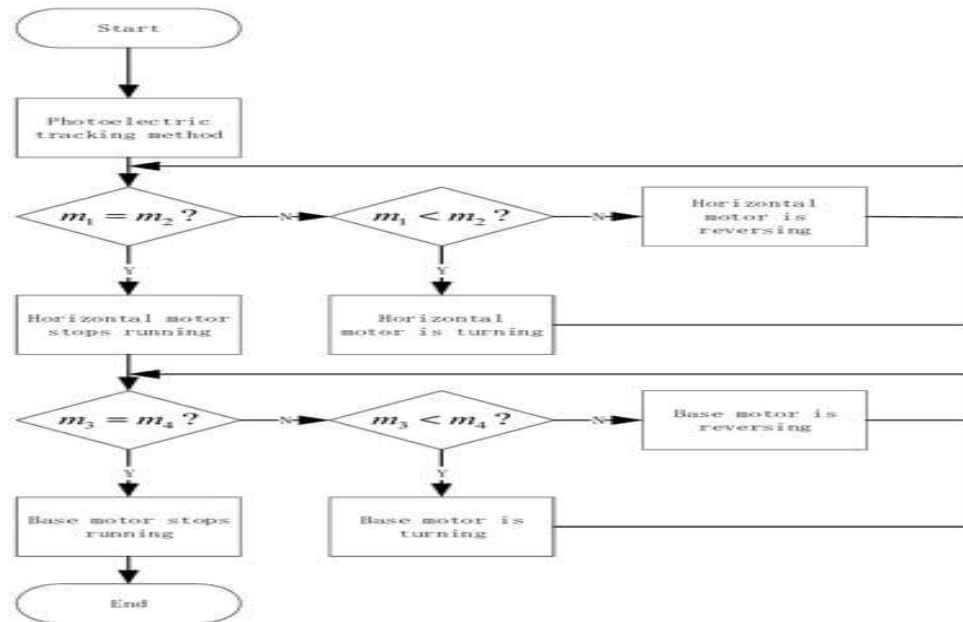 Start
Photoelectric
tracking method
m₁ = m₂ ?
N
m₁ < m₂ ?
N
Horizontal
motor is
reversing
Y
Y
Horizontal motor
stops running
Horizontal
motor is turning
m₃ = m₄ ?
N
m₃ < m₄ ?
N
Base motor is
reversing
Y
Y
Base motor stops
running
Base motor is
turning
End